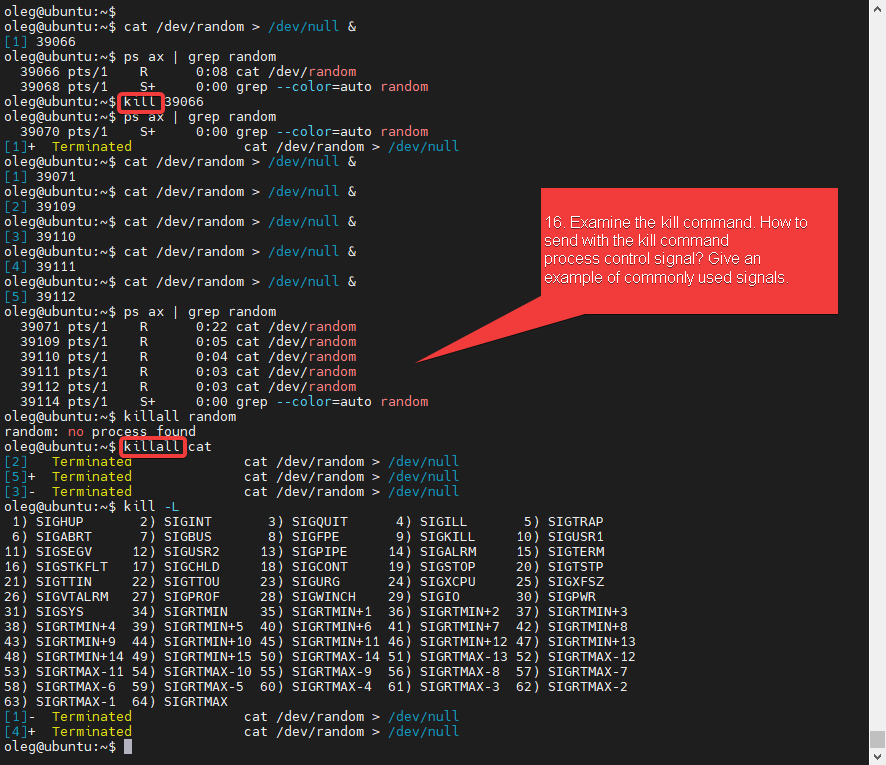 oleg@ubuntu:~$
oleg@ubuntu:~$ cat /dev/random > /dev/null &
[1] 39066
oleg@ubuntu:~$ ps ax | grep random
  39066 pts/1    R      0:08 cat /dev/random
  39068 pts/1    S+     0:00 grep --color=auto random
oleg@ubuntu:~$ kill 39066
oleg@ubuntu:~$ ps ax | grep random
  39070 pts/1    S+     0:00 grep --color=auto random
[1]+  Terminated              cat /dev/random > /dev/null
oleg@ubuntu:~$ cat /dev/random > /dev/null &
[1] 39071
oleg@ubuntu:~$ cat /dev/random > /dev/null &
[2] 39109
oleg@ubuntu:~$ cat /dev/random > /dev/null &
[3] 39110
oleg@ubuntu:~$ cat /dev/random > /dev/null &
[4] 39111
oleg@ubuntu:~$ cat /dev/random > /dev/null &
[5] 39112
oleg@ubuntu:~$ ps ax | grep random
  39071 pts/1    R      0:22 cat /dev/random
  39109 pts/1    R      0:05 cat /dev/random
  39110 pts/1    R      0:04 cat /dev/random
  39111 pts/1    R      0:03 cat /dev/random
  39112 pts/1    R      0:03 cat /dev/random
  39114 pts/1    S+     0:00 grep --color=auto random
oleg@ubuntu:~$ killall random
random: no process found
oleg@ubuntu:~$ killall cat
[2]   Terminated              cat /dev/random > /dev/null
[5]+  Terminated              cat /dev/random > /dev/null
[3]-  Terminated              cat /dev/random > /dev/null
oleg@ubuntu:~$ kill -L
 1) SIGHUP       2) SIGINT       3) SIGQUIT      4) SIGILL       5) SIGTRAP
 6) SIGABRT      7) SIGBUS       8) SIGFPE       9) SIGKILL     10) SIGUSR1
11) SIGSEGV     12) SIGUSR2     13) SIGPIPE     14) SIGALRM     15) SIGTERM
16) SIGSTKFLT   17) SIGCHLD     18) SIGCONT     19) SIGSTOP     20) SIGTSTP
21) SIGTTIN     22) SIGTTOU     23) SIGURG      24) SIGXCPU     25) SIGXFSZ
26) SIGVTALRM   27) SIGPROF     28) SIGWINCH    29) SIGIO       30) SIGPWR
31) SIGSYS      34) SIGRTMIN    35) SIGRTMIN+1  36) SIGRTMIN+2  37) SIGRTMIN+3
38) SIGRTMIN+4  39) SIGRTMIN+5  40) SIGRTMIN+6  41) SIGRTMIN+7  42) SIGRTMIN+8
43) SIGRTMIN+9  44) SIGRTMIN+10 45) SIGRTMIN+11 46) SIGRTMIN+12 47) SIGRTMIN+13
48) SIGRTMIN+14 49) SIGRTMIN+15 50) SIGRTMAX-14 51) SIGRTMAX-13 52) SIGRTMAX-12
53) SIGRTMAX-11 54) SIGRTMAX-10 55) SIGRTMAX-9  56) SIGRTMAX-8  57) SIGRTMAX-7
58) SIGRTMAX-6  59) SIGRTMAX-5  60) SIGRTMAX-4  61) SIGRTMAX-3  62) SIGRTMAX-2
63) SIGRTMAX-1  64) SIGRTMAX
[1]-  Terminated              cat /dev/random > /dev/null
[4]+  Terminated              cat /dev/random > /dev/null
oleg@ubuntu:~$
16. Examine the kill command. How to
send with the kill command
process control signal? Give an
example of commonly used signals.